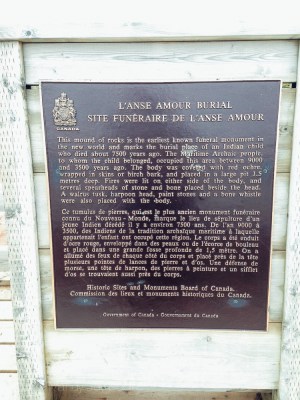 CANADA
L'ANSE AMOUR BURIAL
SITE FUNÉRAIRE DE L'ANSE AMOUR
This mound of rocks is the earliest known funeral monument in
the new world and marks the burial place of an Indian child
who died about 7500 years ago. The Maritime Archaic people,
to whom the child belonged, occupied this area between 9000
and 3500 years ago. The body was covered with red ochre,
wrapped in skins or birch bark, and placed in a large pit 1.5
metres deep. Fires were lit on either side of the body, and
several spearheads of stone and bone placed beside the head.
A walrus tusk, harpoon head, paint stones and a bone whistle
were also placed with the body.
Ce tumulus de pierres, qui est le plus ancien monument funéraire
connu du Nouveau-Monde, marque le lieu de sépulture d'un
jeune Indien décédé il y a environ 7500 ans. De l'an 9000 à
3500, des Indiens de la tradition archaïque maritime à laquelle
appartenait l'enfant ont occupé cette région. Le corps a été enduit
d'ocre rouge, enveloppé dans des peaux ou de l'écorce de bouleau
et placé dans une grande fosse profonde de 1,5 mètre. On a
allumé des feux de chaque côté du corps et placé près de la tête
plusieurs pointes de lances de pierre et d'os. Une défense de
morse, une tête de harpon, des pierres à peinture et un sifflet
d'os se trouvaient aussi près du corps.
Historic Sites and Monuments Board of Canada.
Commission des lieux et monuments historiques du Canada.
Government of Canada • Gouvernement du Canada